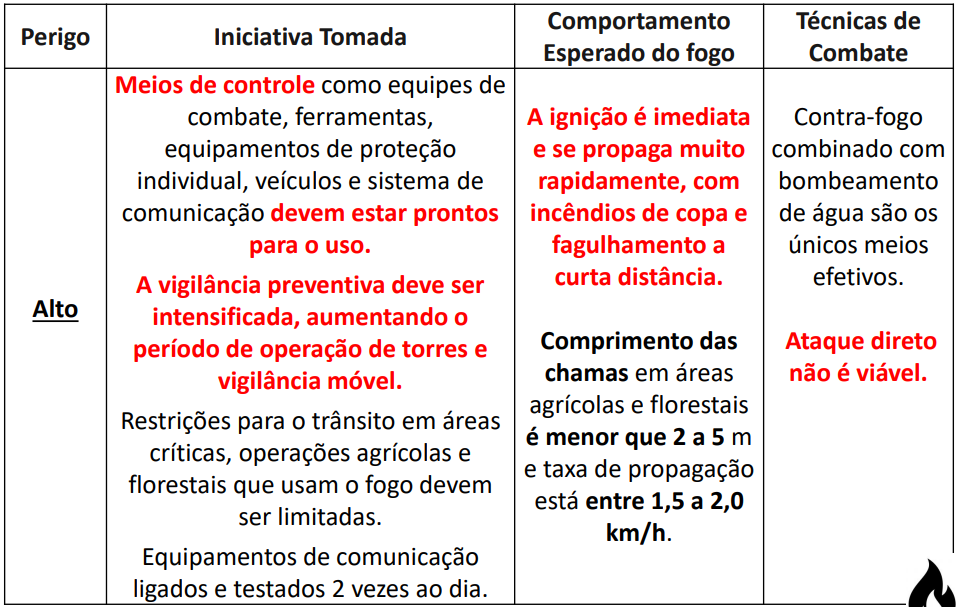 Perigo
Iniciativa Tomada
Comportamento
Esperado do fogo
Técnicas de
Combate
Alto
Meios de controle como equipes de
combate, ferramentas,
equipamentos de proteção
individual, veículos e sistema de
comunicação devem estar prontos
para o uso.
A vigilância preventiva deve ser
intensificada, aumentando o
período de operação de torres e
vigilância móvel.
Restrições para o trânsito em áreas
críticas, operações agrícolas e
florestais que usam o fogo devem
ser limitadas.
Equipamentos de comunicação
ligados e testados 2 vezes ao dia.
A ignição é imediata
e se propaga muito
rapidamente, com
incêndios de copa e
fagulhamento a
curta distância.
Comprimento das
chamas em áreas
agrícolas e florestais
é menor que 2 a 5 m
e taxa de propagação
está entre 1,5 a 2,0
km/h.
Contra-fogo
combinado com
bombeamento
de água são os
únicos meios
efetivos.
Ataque direto
não é viável.